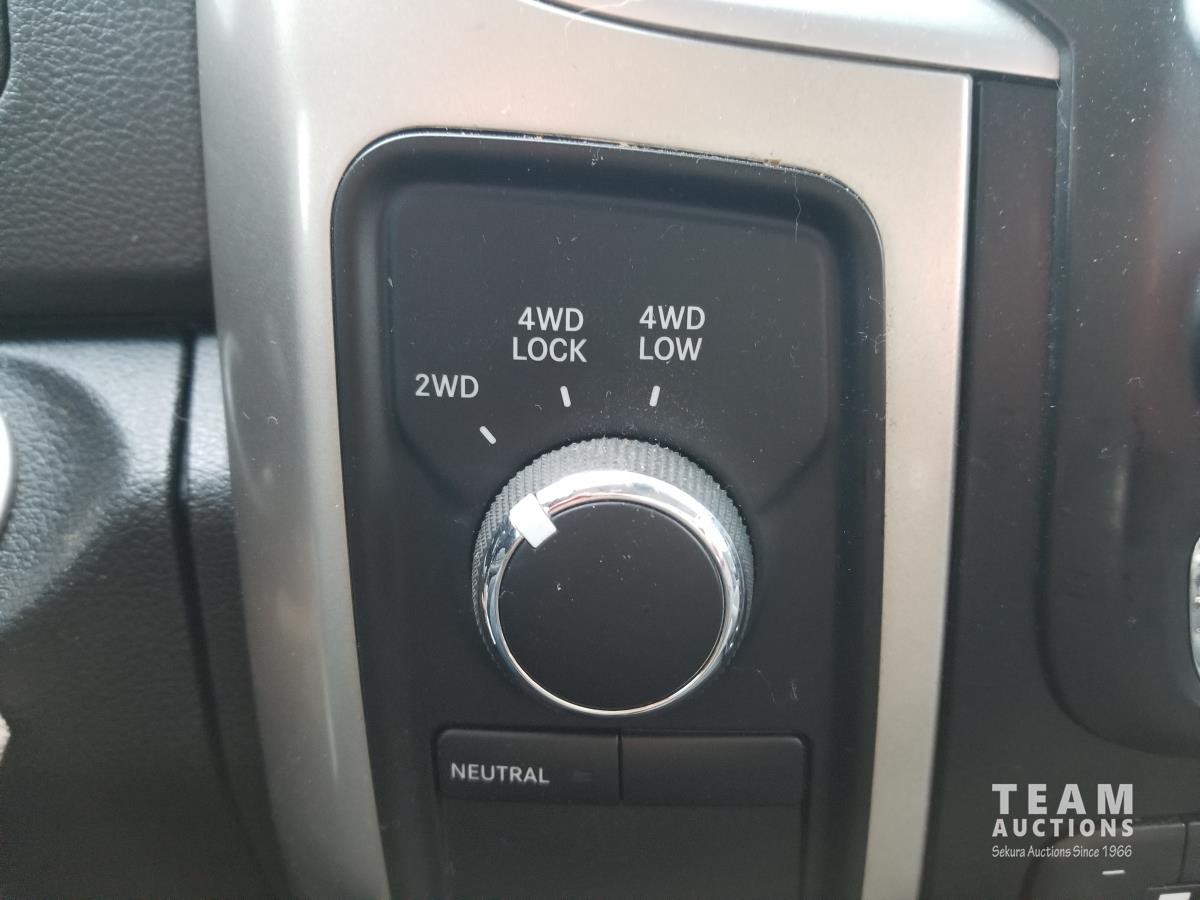 4WD
LOCK
4WD
LOW
2WD
NEUTRAL
TEAM
AUCTIONS
Sekura Auctions Since 1966